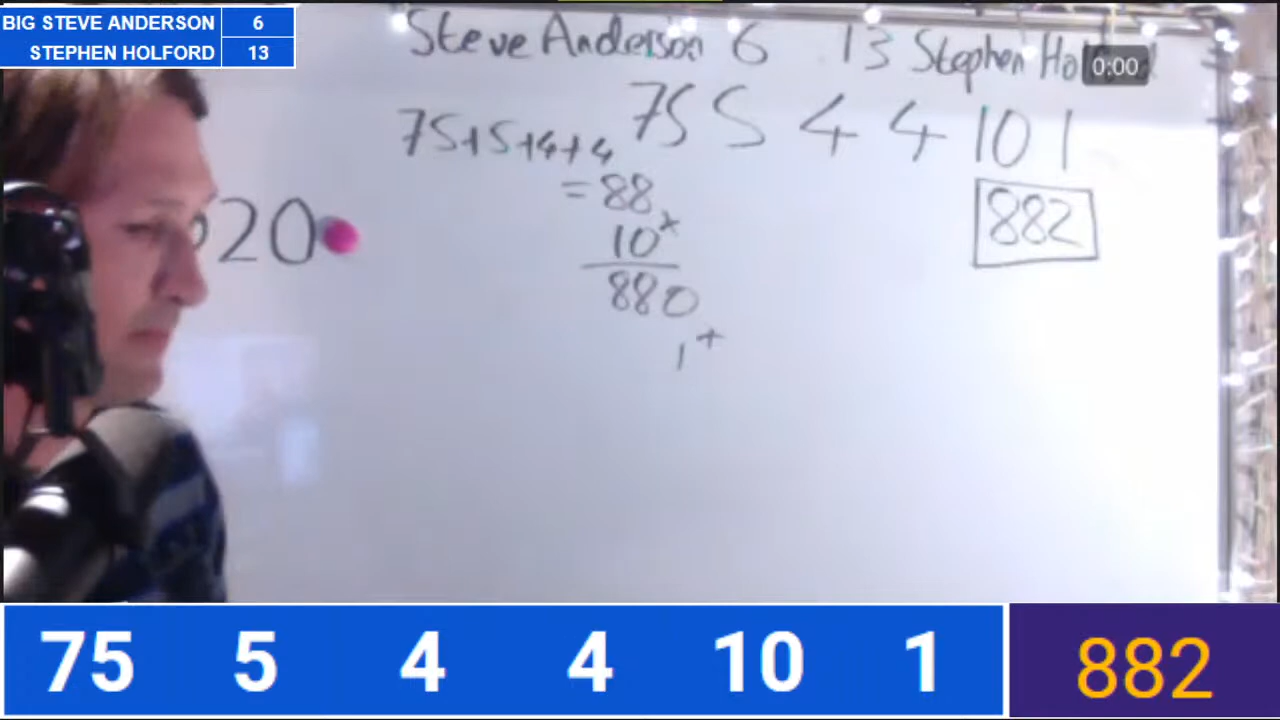 BIG STEVE ANDERSON 6
STEPHEN HOLFORD 13
Steve Anderson 6 13 Stephen
0:00
75 5 4 4 10 1
75+5+4+4
=88
10×
880
1+
882
20
75 5 4 4 10 1 882